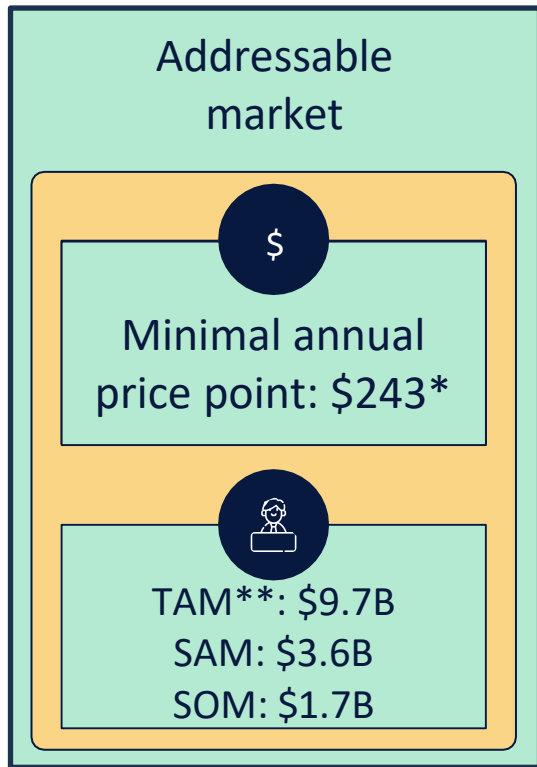 Addressable
market
$
Minimal annual
price point: $243*
TAM**: $9.7B
SAM: $3.6B
SOM: $1.7B